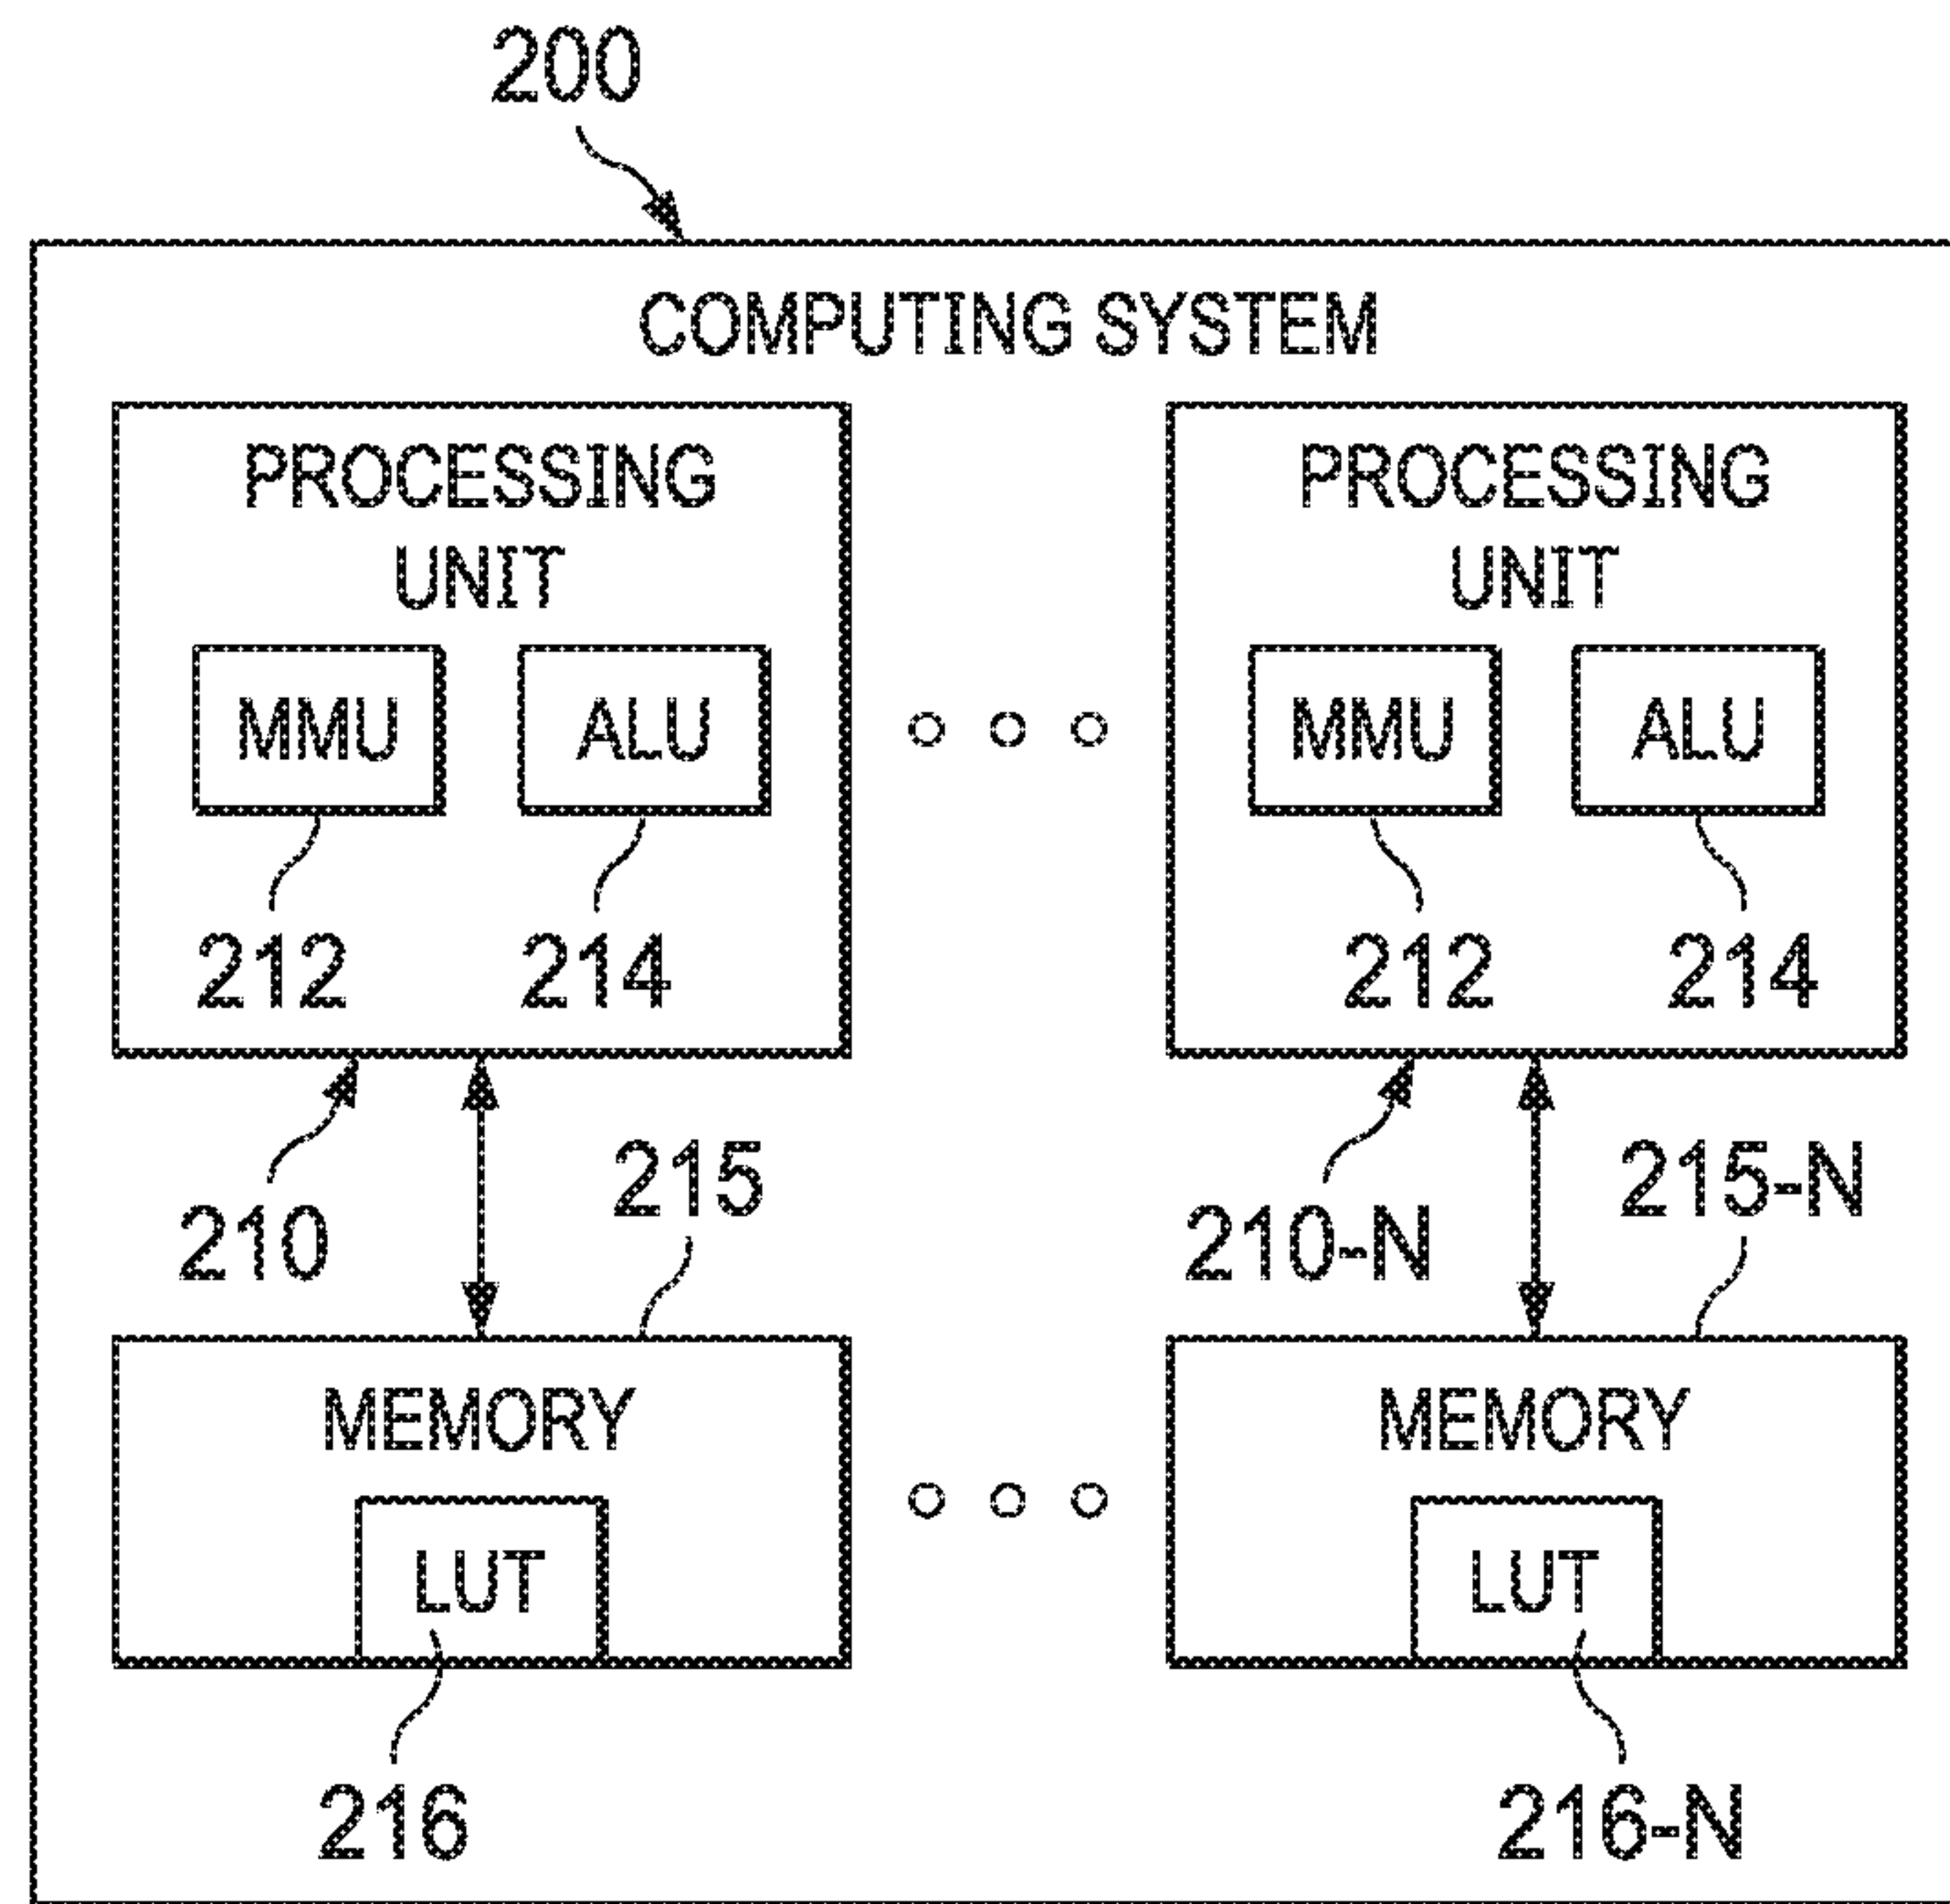 200
COMPUTING SYSTEM
PROCESSING UNIT
MMU ALU
212 214
PROCESSING UNIT
MMU ALU
212 214
210
215
210-N
215-N
MEMORY
LUT
216
MEMORY
LUT
216-N